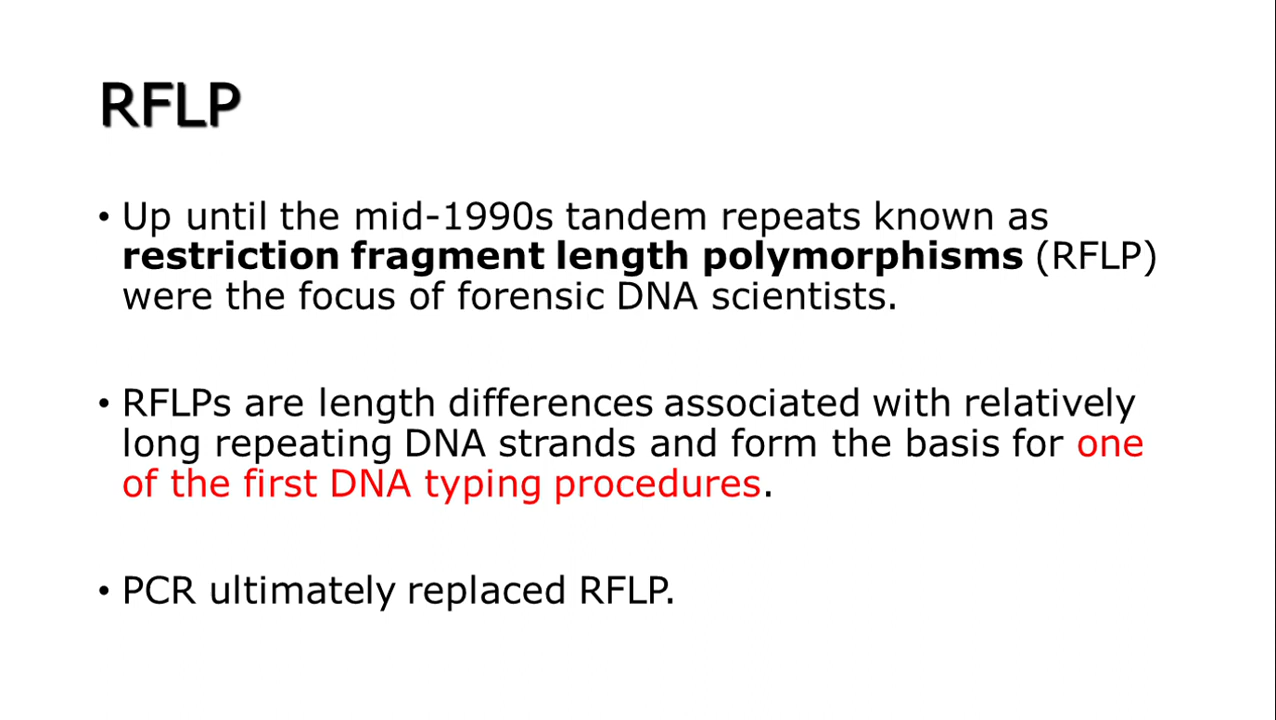 RFLP
• Up until the mid-1990s tandem repeats known as
restriction fragment length polymorphisms (RFLP)
were the focus of forensic DNA scientists.
• RFLPs are length differences associated with relatively
long repeating DNA strands and form the basis for one
of the first DNA typing procedures.
• PCR ultimately replaced RFLP.